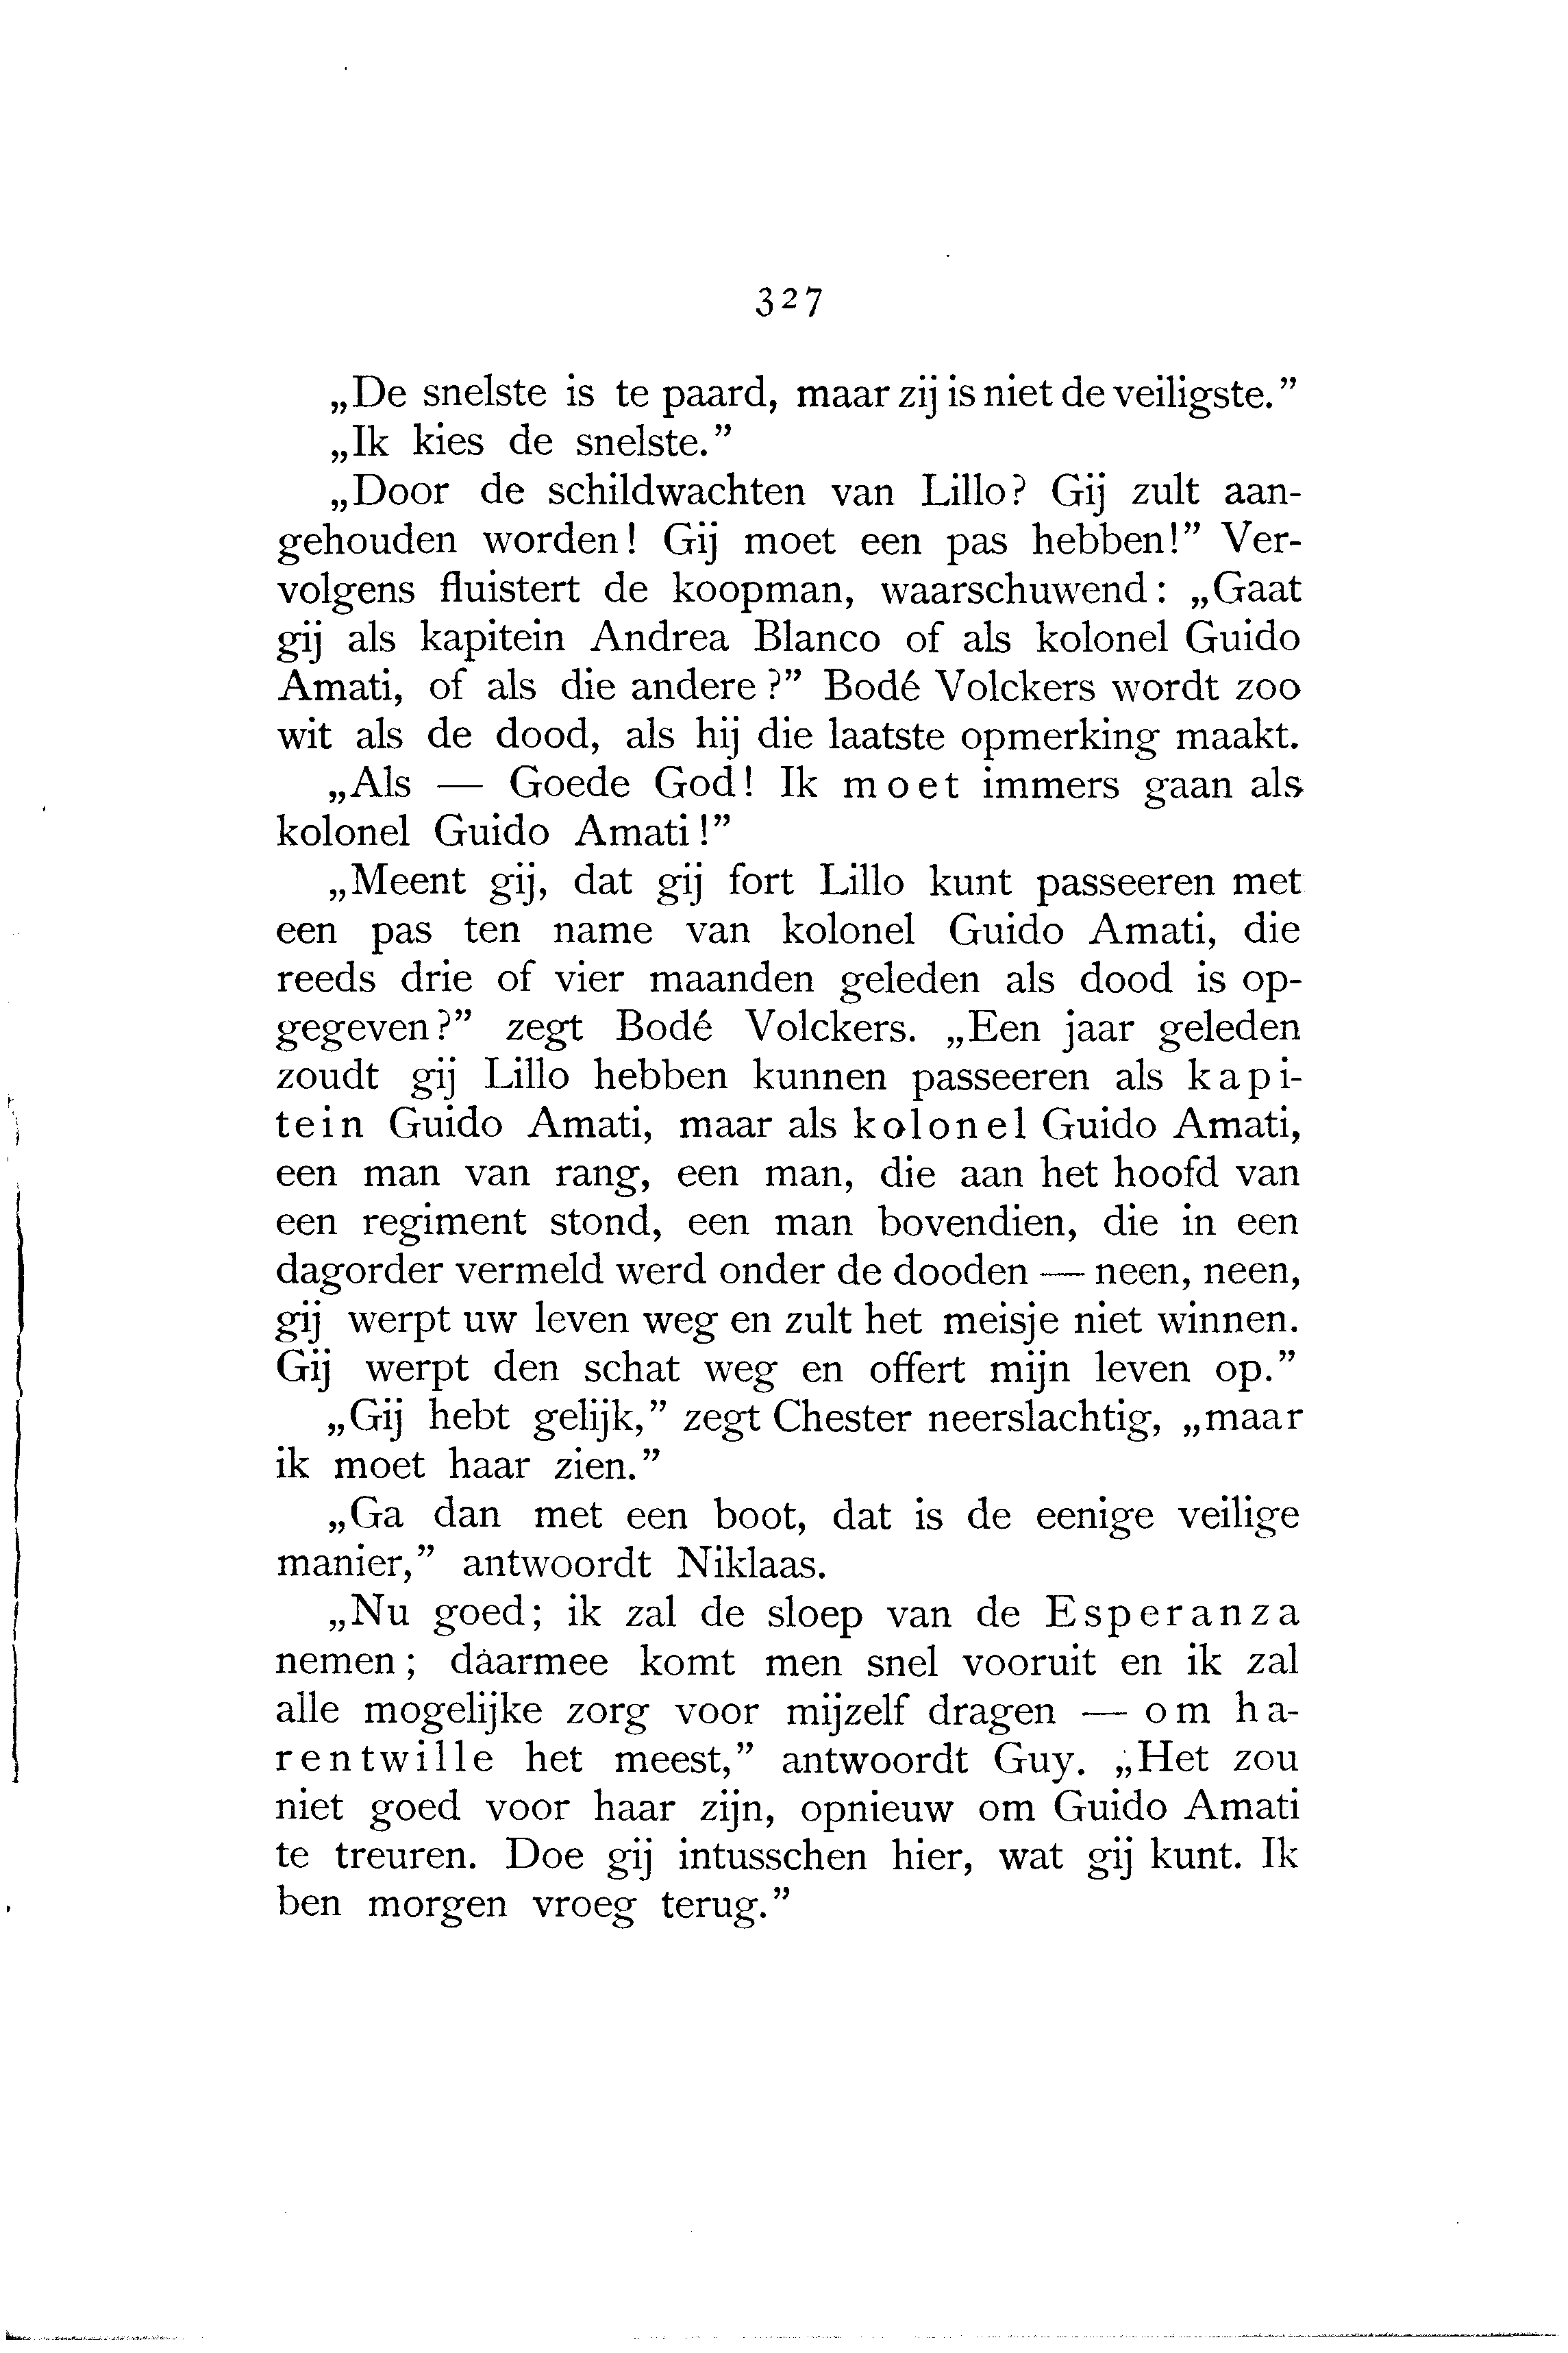 327
„De snelste is te paard, maar zij is niet de veiligste.”
„Ik kies de snelste.”
„Door de schildwachten van Lillo? Gij zult aan-
gehouden worden! Gij moet een pas hebben!” Ver-
volgens fluistert de koopman, waarschuwend: „Gaat
gij als kapitein Andrea Blanco of als kolonel Guido
Amati, of als die andere?” Bodé Volckers wordt zoo
wit als de dood, als hij die laatste opmerking maakt.
„Als — Goede God! Ik moet immers gaan als
kolonel Guido Amati!”
„Meent gij, dat gij fort Lillo kunt passeeren met
een pas ten name van kolonel Guido Amati, die
reeds drie of vier maanden geleden als dood is op-
gegeven?” zegt Bodé Volckers. „Een jaar geleden
zoudt gij Lillo hebben kunnen passeeren als kapi-
tein Guido Amati, maar als kolonel Guido Amati,
een man van rang, een man, die aan het hoofd van
een regiment stond, een man bovendien, die in een
dagorder vermeld werd onder de dooden — neen, neen,
gij werpt uw leven weg en zult het meisje niet winnen.
Gij werpt den schat weg en offert mijn leven op.”
„Gij hebt gelijk,” zegt Chester neerslachtig, „maar
ik moet haar zien.”
„Ga dan met een boot, dat is de eenige veilige
manier,” antwoordt Niklaas.
„Nu goed; ik zal de sloep van de Esperanza
nemen; daarmee komt men snel vooruit en ik zal
alle mogelijke zorg voor mijzelf dragen — om ha-
rentwille het meest,” antwoordt Guy. „Het zou
niet goed voor haar zijn, opnieuw om Guido Amati
te treuren. Doe gij intusschen hier, wat gij kunt. Ik
ben morgen vroeg terug.”